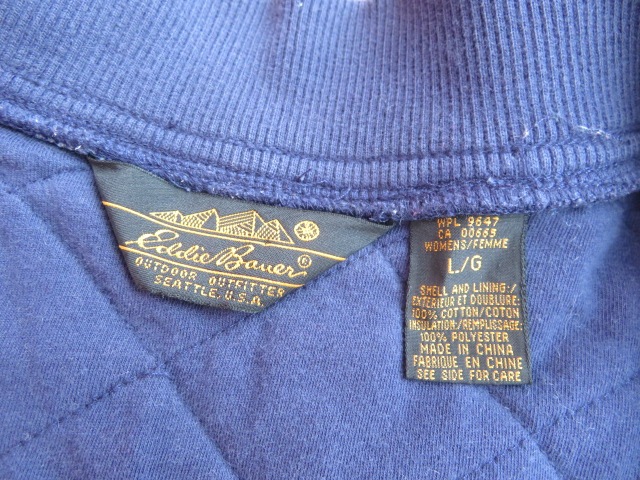 Eddie Bauer ©
OUTDOOR OUTFITTER
SEATTLE, U.S.A.
WPL 9647
CA 00665
WOMENS/FEMME
L/G
SHELL AND LINING:/
EXTERIEUR ET DOUBLURE:
100% COTTON/COTON
INSULATION:/REMPLISSAGE:
100% POLYESTER
MADE IN CHINA
FABRIQUE EN CHINE
SEE SIDE FOR CARE